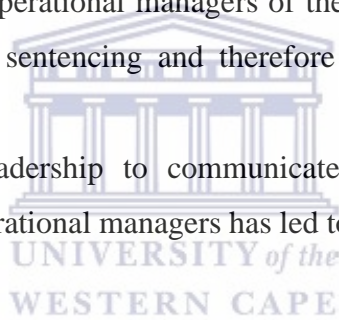 perational managers of the
sentencing and therefore
adership to communicate
rational managers has led to
UNIVERSITY of the
WESTERN CAPE